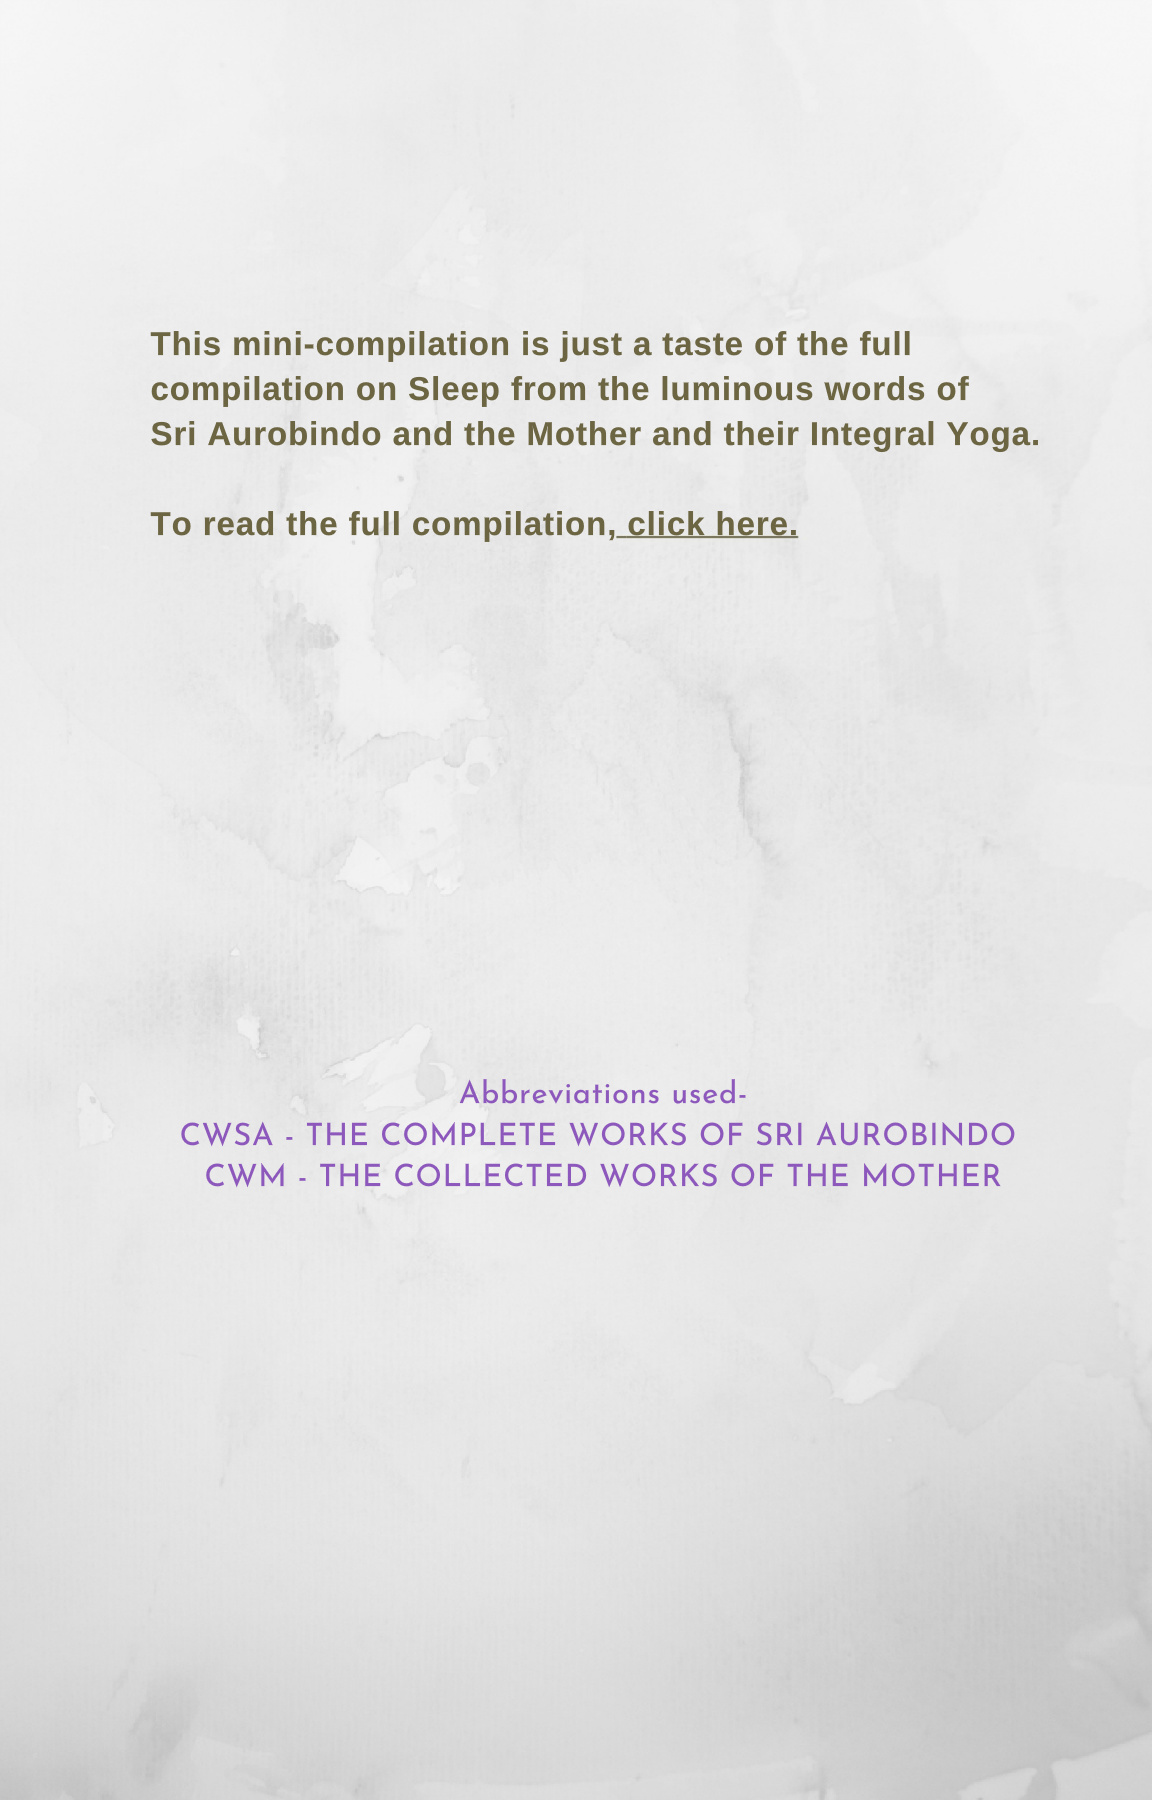 This mini-compilation is just a taste of the full
compilation on Sleep from the luminous words of
Sri Aurobindo and the Mother and their Integral Yoga.
To read the full compilation, click here.
Abbreviations used-
CWSA - THE COMPLETE WORKS OF SRI AUROBINDO
CWM - THE COLLECTED WORKS OF THE MOTHER